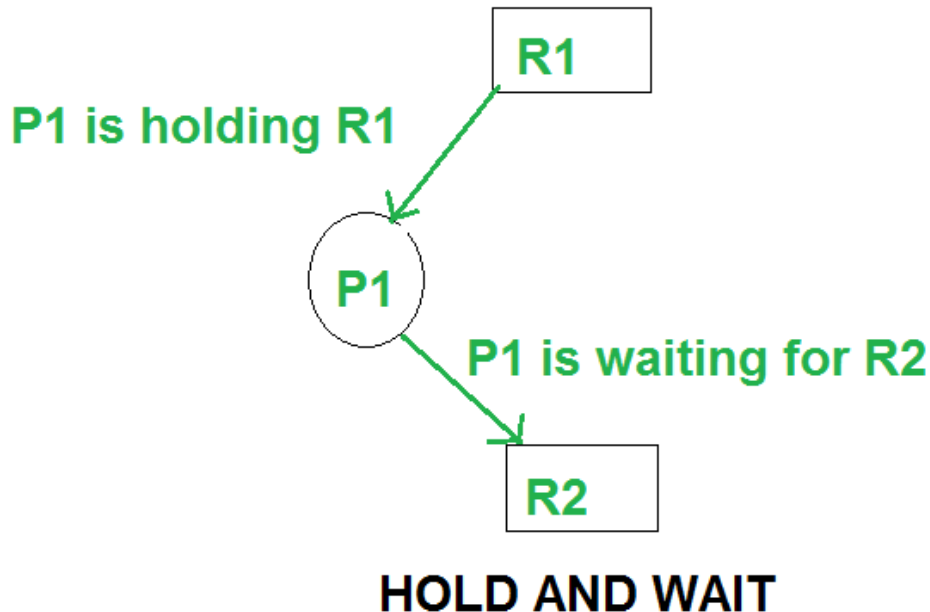 R1
P1 is holding R1
P1
P1 is waiting for R2
R2
HOLD AND WAIT